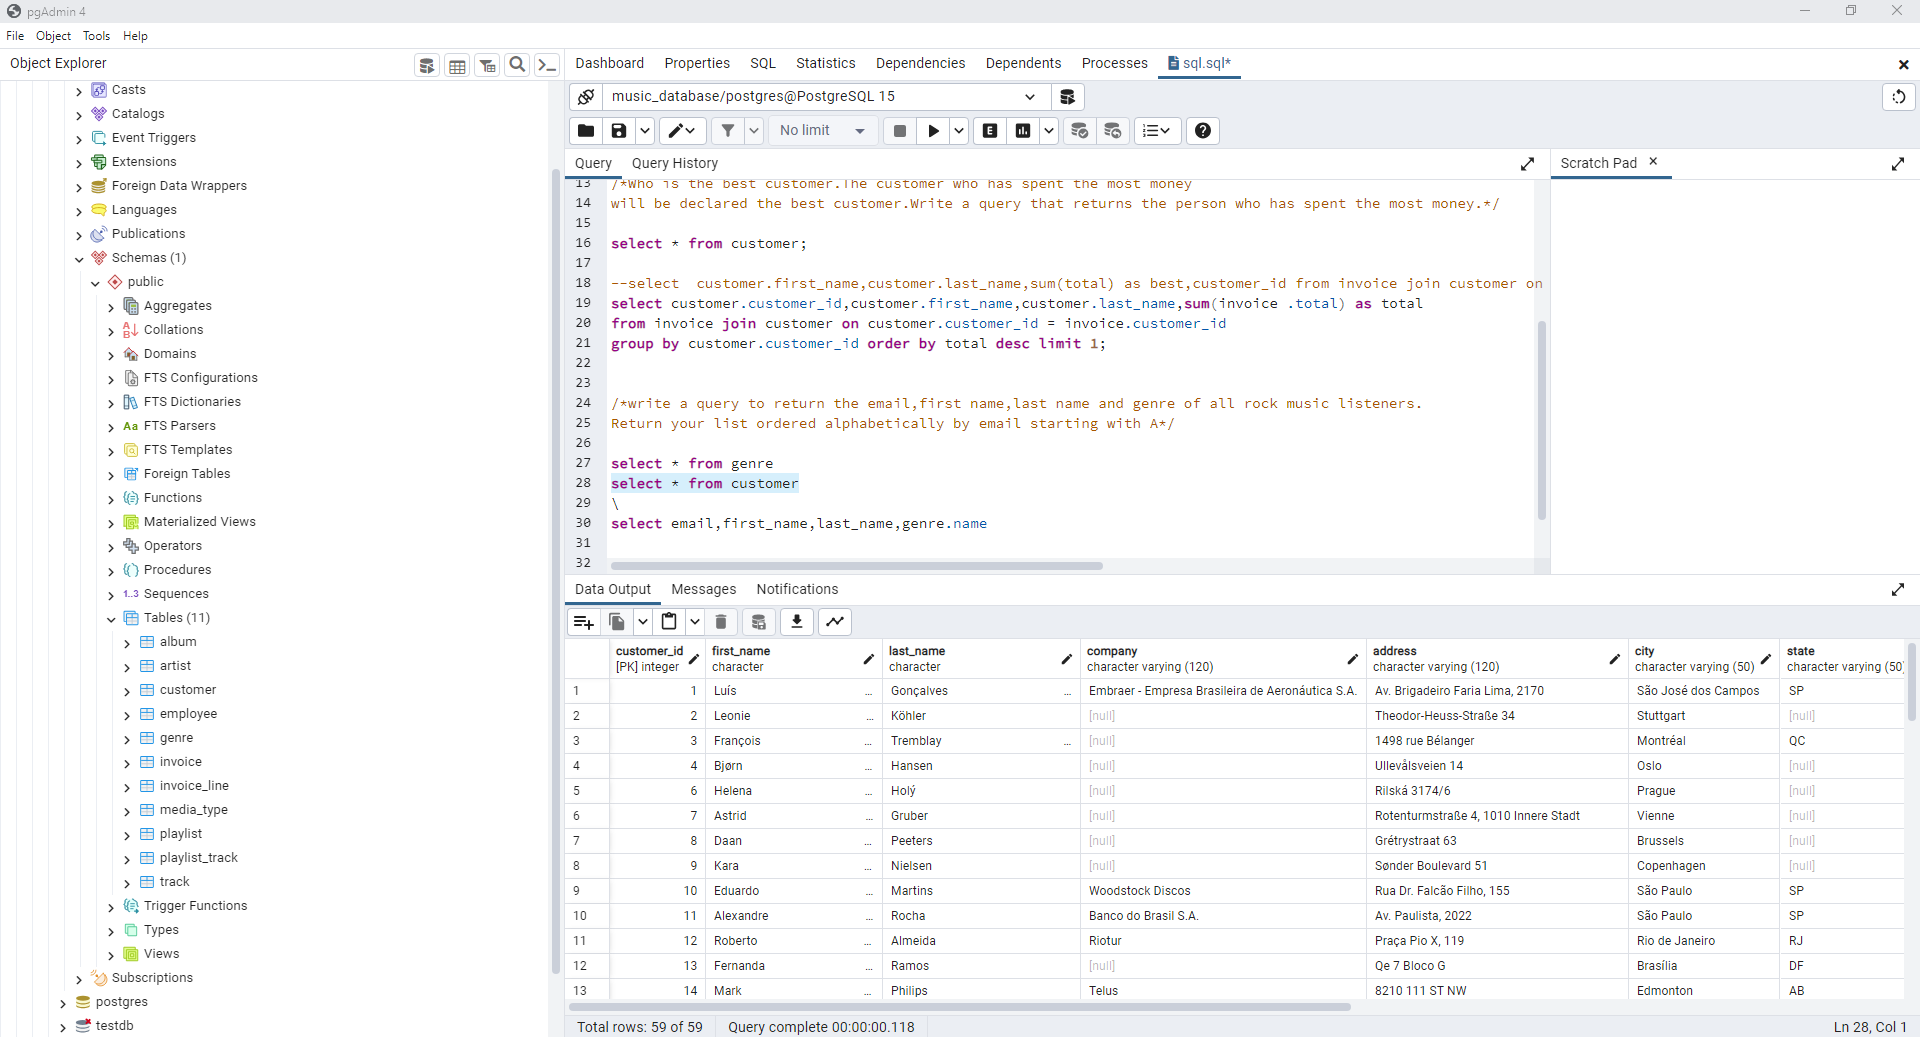 pgAdmin 4
File Object Tools Help
Object Explorer
Casts
Catalogs
Event Triggers
Extensions
Foreign Data Wrappers
Languages
Publications
Schemas (1)
public
Aggregates
Collations
Domains
FTS Configurations
FTS Dictionaries
Aa FTS Parsers
FTS Templates
Foreign Tables
Functions
Materialized Views
Operators
Procedures
1..3 Sequences
Tables (11)
album
artist
customer
employee
genre
invoice
invoice_line
media_type
playlist
playlist_track
track
Trigger Functions
Types
Views
Subscriptions
postgres
testdb
Dashboard Properties SQL Statistics Dependencies Dependents Processes sql.sql*
music_database/postgres@PostgreSQL 15
No limit E
Query Query History
Scratch Pad
13 /*Who is the best customer.The customer who has spent the most money
14 will be declared the best customer.Write a query that returns the person who has spent the most money.*/
15
16 select * from customer;
17
18 --select  customer.first_name,customer.last_name,sum(total) as best,customer_id from invoice join customer on
19 select customer.customer_id,customer.first_name,customer.last_name,sum(invoice .total) as total
20 from invoice join customer on customer.customer_id = invoice.customer_id
21 group by customer.customer_id order by total desc limit 1;
22
23
24 /*write a query to return the email,first name,last name and genre of all rock music listeners.
25 Return your list ordered alphabetically by email starting with A*/
26
27 select * from genre
28 select * from customer
29 \
30 select email,first_name,last_name,genre.name
31
32
Data Output Messages Notifications
customer_id first_name last_name company address city state
[PK] integer character character character varying (120) character varying (120) character varying (50) character varying (50)
1 1 Luís ... Gonçalves ... Embraer - Empresa Brasileira de Aeronáutica S.A. Av. Brigadeiro Faria Lima, 2170 São José dos Campos SP
2 2 Leonie ... Köhler [null] Theodor-Heuss-Straße 34 Stuttgart [null]
3 3 François ... Tremblay ... [null] 1498 rue Bélanger Montréal QC
4 4 Bjørn ... Hansen [null] Ullevålsveien 14 Oslo [null]
5 6 Helena ... Holý [null] Rilská 3174/6 Prague [null]
6 7 Astrid ... Gruber [null] Rotenturmstraße 4, 1010 Innere Stadt Vienne [null]
7 8 Daan ... Peeters [null] Grétrystraat 63 Brussels [null]
8 9 Kara ... Nielsen [null] Sønder Boulevard 51 Copenhagen [null]
9 10 Eduardo ... Martins Woodstock Discos Rua Dr. Falcão Filho, 155 São Paulo SP
10 11 Alexandre ... Rocha Banco do Brasil S.A. Av. Paulista, 2022 São Paulo SP
11 12 Roberto ... Almeida Riotur Praça Pio X, 119 Rio de Janeiro RJ
12 13 Fernanda ... Ramos [null] Qe 7 Bloco G Brasília DF
13 14 Mark ... Philips Telus 8210 111 ST NW Edmonton AB
Total rows: 59 of 59 Query complete 00:00:00.118 Ln 28, Col 1